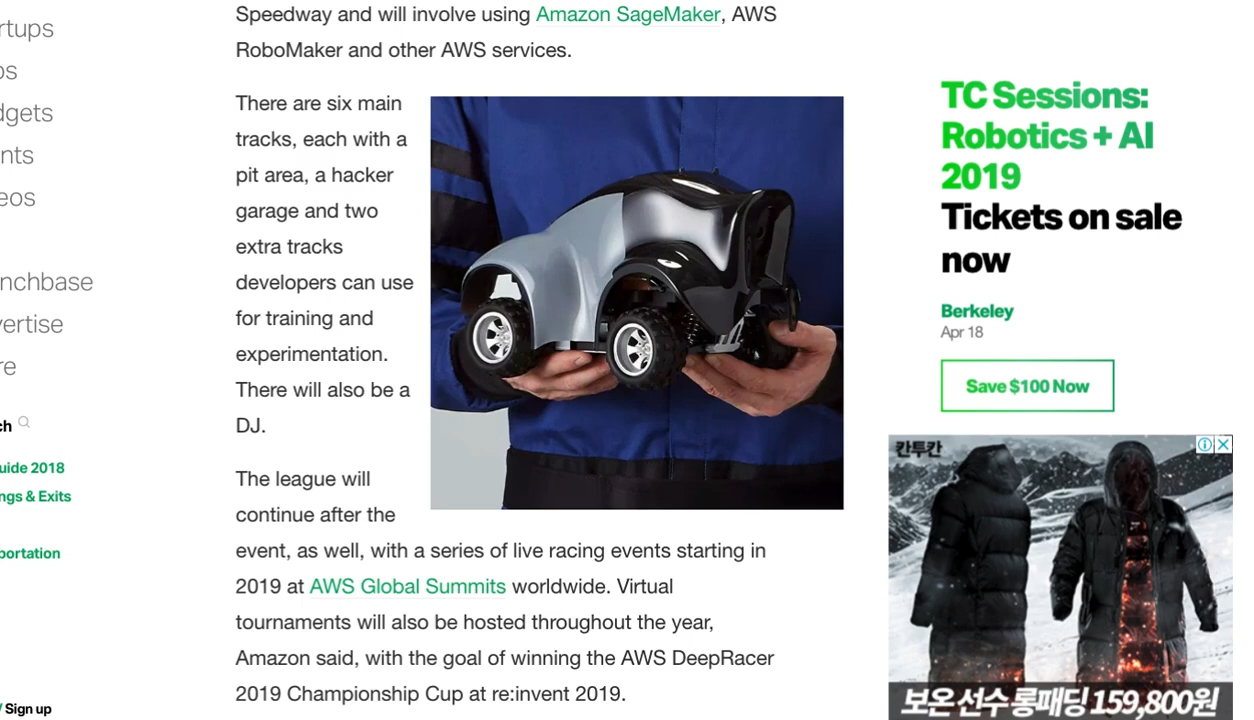 rtups
os
dgets
nts
eos
nchbase
vertise
re
ch
uide 2018
ngs & Exits
portation
/ Sign up
Speedway and will involve using Amazon SageMaker, AWS
RoboMaker and other AWS services.
There are six main
tracks, each with a
pit area, a hacker
garage and two
extra tracks
developers can use
for training and
experimentation.
There will also be a
DJ.
The league will
continue after the
event, as well, with a series of live racing events starting in
2019 at AWS Global Summits worldwide. Virtual
tournaments will also be hosted throughout the year,
Amazon said, with the goal of winning the AWS DeepRacer
2019 Championship Cup at re:invent 2019.
TC Sessions:
Robotics + AI
2019
Tickets on sale
now
Berkeley
Apr 18
Save $100 Now
칸투칸
보온 선수 롱패딩 159,800원